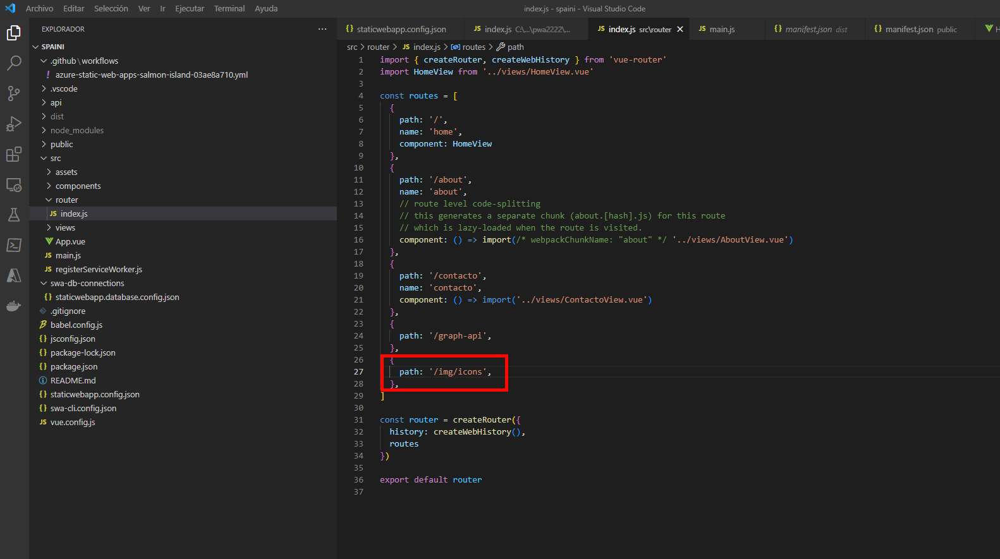 Archivo Editar Selección Ver Ir Ejecutar Terminal Ayuda index.js - spaini - Visual Studio Code
EXPLORADOR ···
SPAINI
.github\workflows
! azure-static-web-apps-salmon-island-03ae8a710.yml
.vscode
api
dist
node_modules
public
src
assets
components
router
JS index.js
views
App.vue
JS main.js
JS registerServiceWorker.js
swa-db-connections
{} staticwebapp.database.config.json
.gitignore
babel.config.js
{} jsconfig.json
{} package-lock.json
{} package.json
README.md
{} staticwebapp.config.json
{} swa-cli.config.json
JS vue.config.js
{} staticwebapp.config.json JS index.js C:\...\pwa2222\... JS index.js src\router JS main.js {} manifest.json dist {} manifest.json public H
src > router > JS index.js > routes > path
1 import { createRouter, createWebHistory } from 'vue-router'
2 import HomeView from '../views/HomeView.vue'
3
4 const routes = [
5 {
6 path: '/',
7 name: 'home',
8 component: HomeView
9 },
10 {
11 path: '/about',
12 name: 'about',
13 // route level code-splitting
14 // this generates a separate chunk (about.[hash].js) for this route
15 // which is lazy-loaded when the route is visited.
16 component: () => import(/* webpackChunkName: "about" */ '../views/AboutView.vue')
17 },
18 {
19 path: '/contacto',
20 name: 'contacto',
21 component: () => import('../views/ContactoView.vue')
22 },
23 {
24 path: '/graph-api',
25 },
26 {
27 path: '/img/icons',
28 },
29 ]
30
31 const router = createRouter({
32 history: createWebHistory(),
33 routes
34 })
35
36 export default router
37